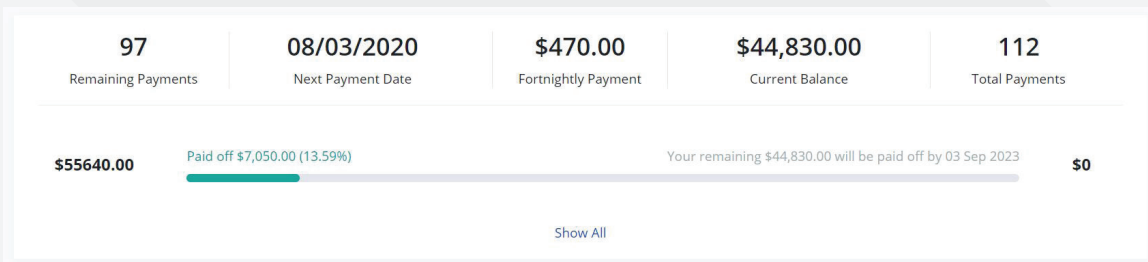 97 08/03/2020 $470.00 $44,830.00 112
Remaining Payments Next Payment Date Fortnightly Payment Current Balance Total Payments
Paid off $7,050.00 (13.59%) Your remaining $44,830.00 will be paid off by 03 Sep 2023
$55640.00 $0
Show All